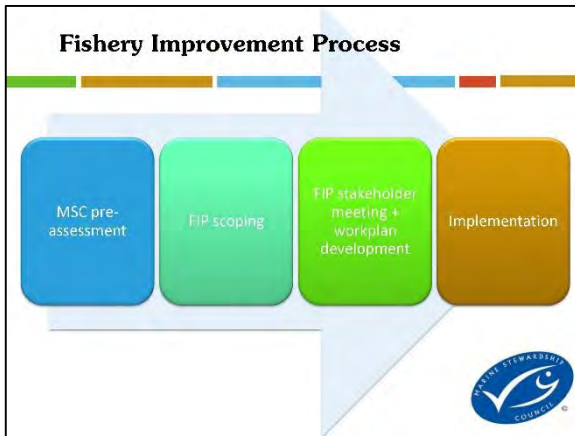 Fishery Improvement Process
MSC pre-
assessment
FIP scoping
FIP stakeholder
meeting +
workplan
development
Implementation
MARINE STEWARDSHIP
COUNCIL
©